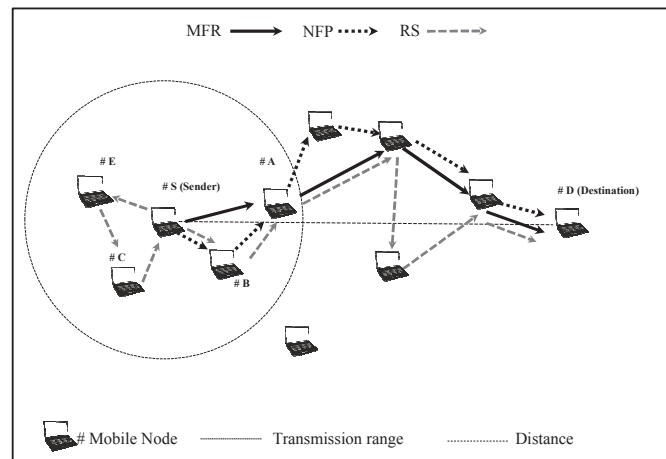 MFR NFP RS
# E
# A
# S (Sender)
# D (Destination)
# C
# B
# Mobile Node Transmission range Distance